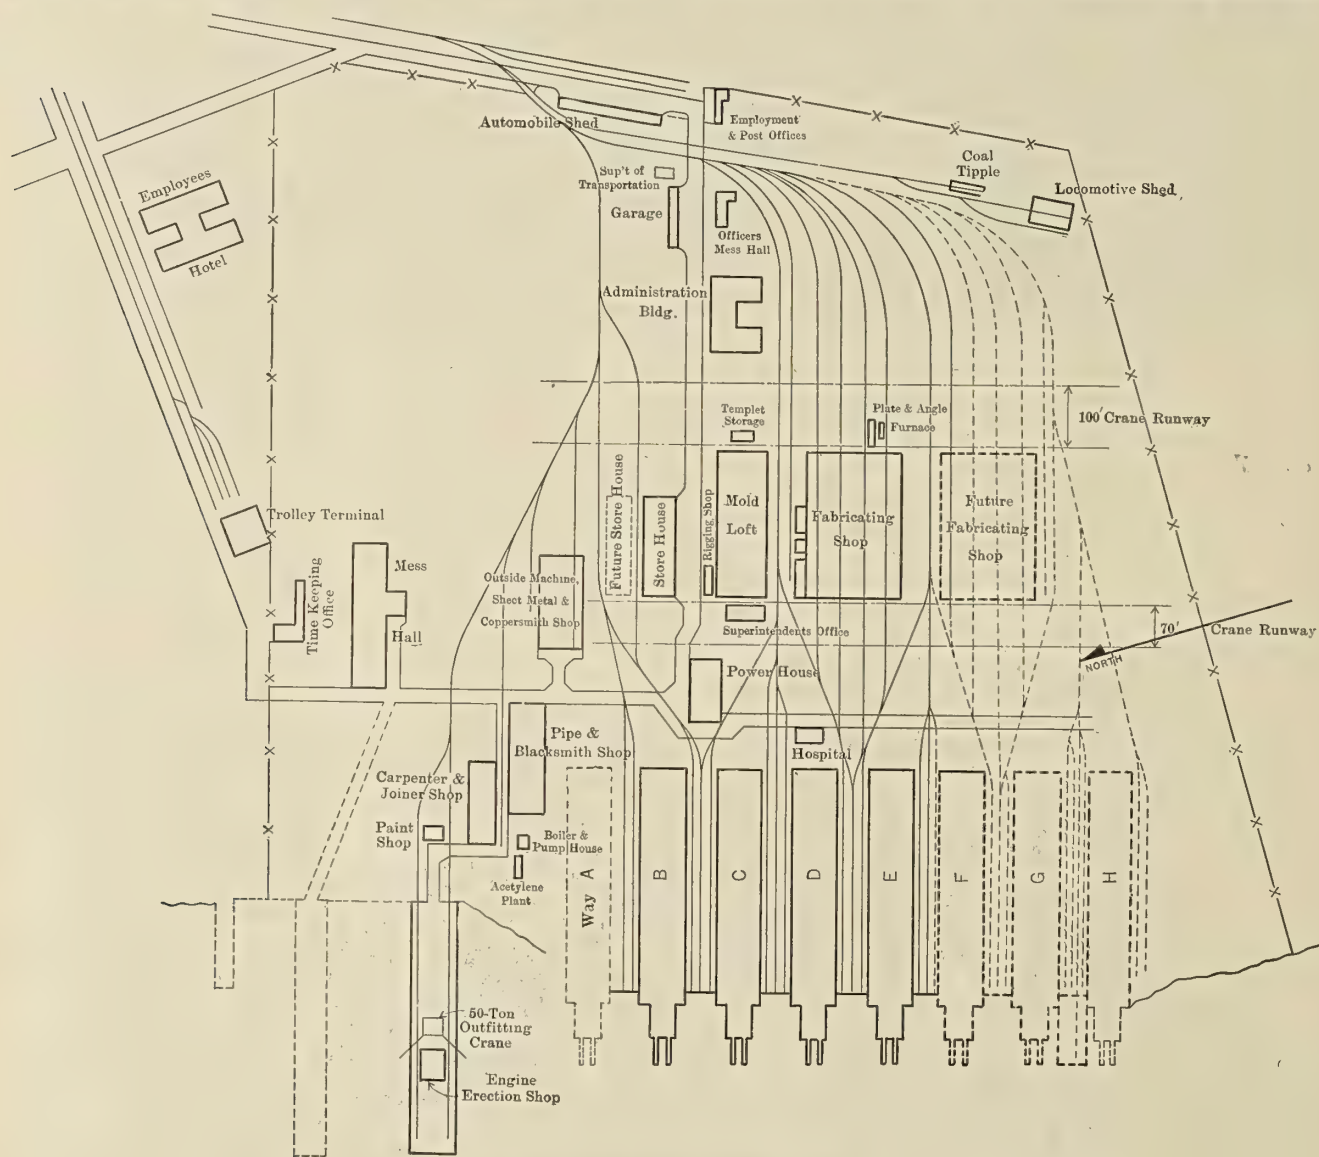 Automobile Shed
Employment
& Post Offices
Coal
Tipple
Locomotive Shed
Sup't of
Transportation
Garage
Officers
Mess Hall
Employees
Hotel
Administration
Bldg.
Templet
Storage
Plate & Angle
Furnace
100' Crane Runway
Trolley Terminal
Future Store House
Store House
Rigging Shop
Mold
Loft
Fabricating
Shop
Future
Fabricating
Shop
Mess
Hall
Time Keeping
Office
Outside Machine,
Sheet Metal &
Coppersmith Shop
Superintendents Office
70'
Crane Runway
NORTH
Power House
Pipe &
Blacksmith Shop
Hospital
Carpenter &
Joiner Shop
Paint
Shop
Boiler &
Pump House
Acetylene
Plant
Way A
B
C
D
E
F
G
H
50-Ton
Outfitting
Crane
Engine
Erection Shop